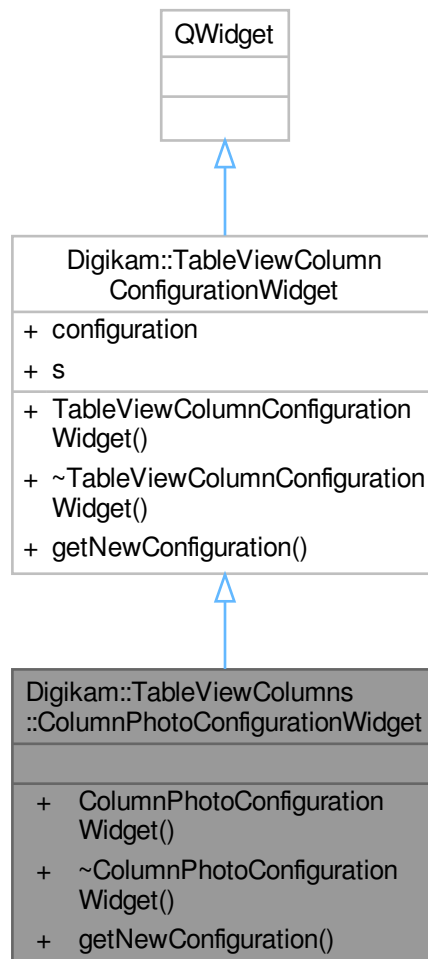 QWidget
Digikam::TableViewColumn
ConfigurationWidget
+ configuration
+ s
+ TableViewColumnConfiguration
Widget()
+ ~TableViewColumnConfiguration
Widget()
+ getNewConfiguration()
Digikam::TableViewColumns
::ColumnPhotoConfigurationWidget
+ ColumnPhotoConfiguration
Widget()
+ ~ColumnPhotoConfiguration
Widget()
+ getNewConfiguration()